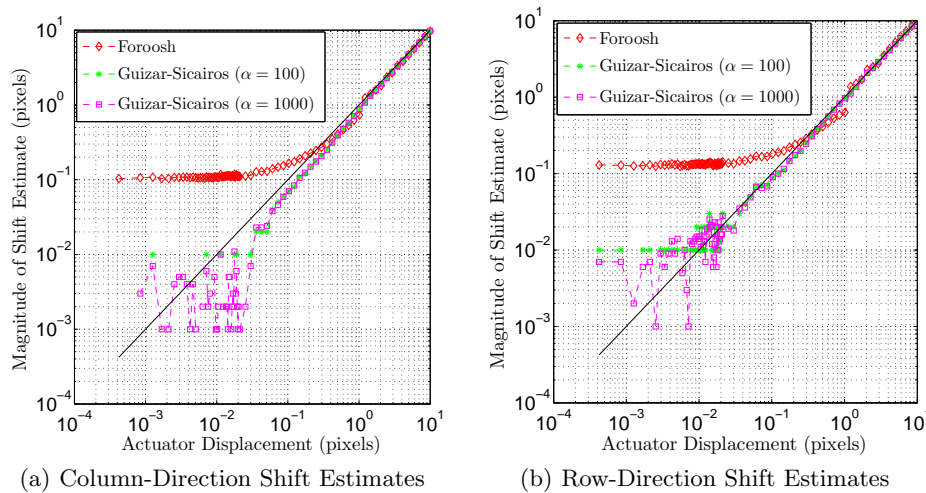 Magnitude of Shift Estimate (pixels)
10^1
10^0
10^-1
10^-2
10^-3
10^-4
Foroosh
Guizar-Sicairos (α = 100)
Guizar-Sicairos (α = 1000)
10^-3 10^-2 10^-1 10^0 10^1
Actuator Displacement (pixels)
(a) Column-Direction Shift Estimates
Magnitude of Shift Estimate (pixels)
10^1
10^0
10^-1
10^-2
10^-3
10^-4
Foroosh
Guizar-Sicairos (α = 100)
Guizar-Sicairos (α = 1000)
10^-3 10^-2 10^-1 10^0 10^1
Actuator Displacement (pixels)
(b) Row-Direction Shift Estimates